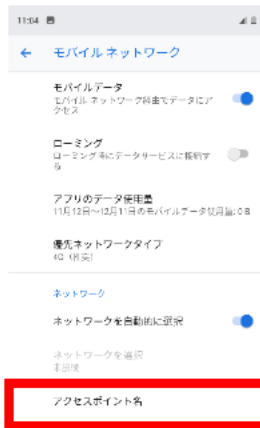 11:04
モバイル ネットワーク
モバイルデータ
モバイル ネットワーク経由でデータにア
クセス
ローミング
ローミング時にデータサービスに接続す
る
アプリのデータ使用量
11月12日～12月11日のモバイルデータ使用量: 0 B
優先ネットワークタイプ
4G（推奨）
ネットワーク
ネットワークを自動的に選択
ネットワークを選択
未接続
アクセスポイント名